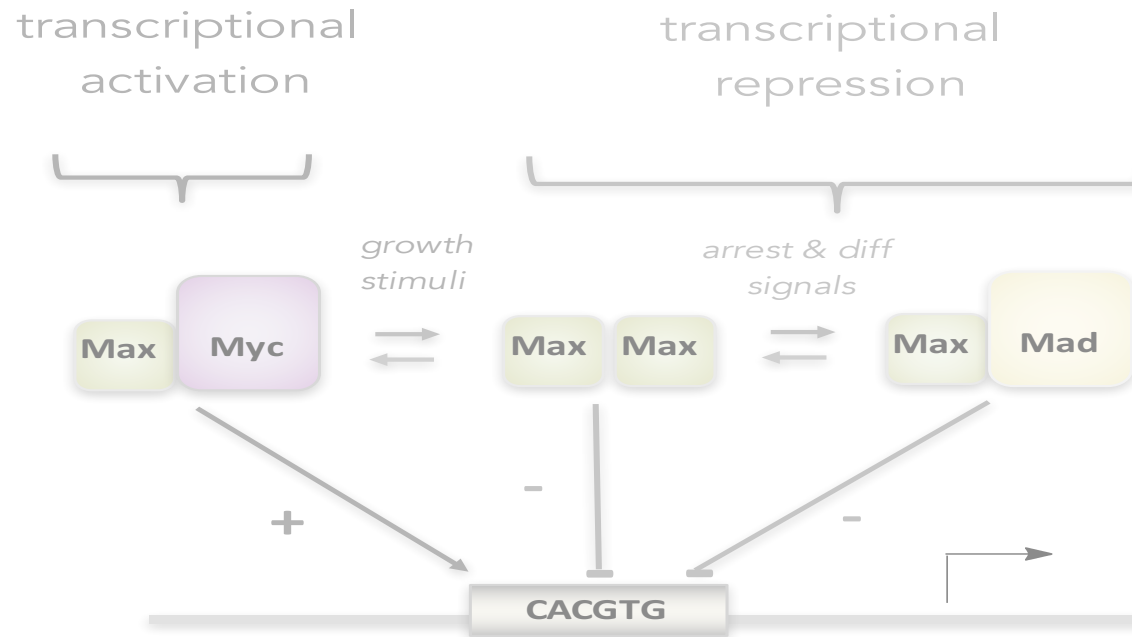 transcriptional
activation
transcriptional
repression
growth
stimuli
arrest & diff
signals
Max
Myc
Max
Max
Max
Mad
+
-
-
CACGTG